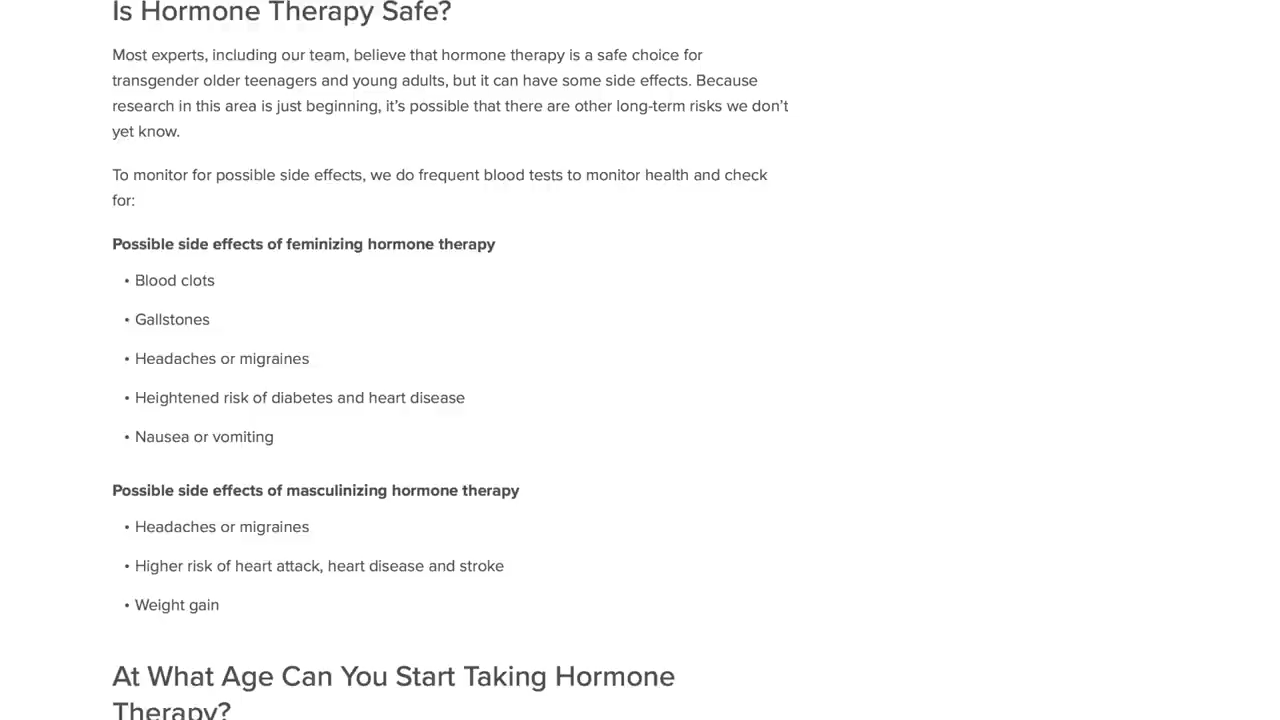 Is Hormone Therapy Safe?
Most experts, including our team, believe that hormone therapy is a safe choice for
transgender older teenagers and young adults, but it can have some side effects. Because
research in this area is just beginning, it’s possible that there are other long-term risks we don’t
yet know.
To monitor for possible side effects, we do frequent blood tests to monitor health and check
for:
Possible side effects of feminizing hormone therapy
• Blood clots
• Gallstones
• Headaches or migraines
• Heightened risk of diabetes and heart disease
• Nausea or vomiting
Possible side effects of masculinizing hormone therapy
• Headaches or migraines
• Higher risk of heart attack, heart disease and stroke
• Weight gain
At What Age Can You Start Taking Hormone
Therapy?